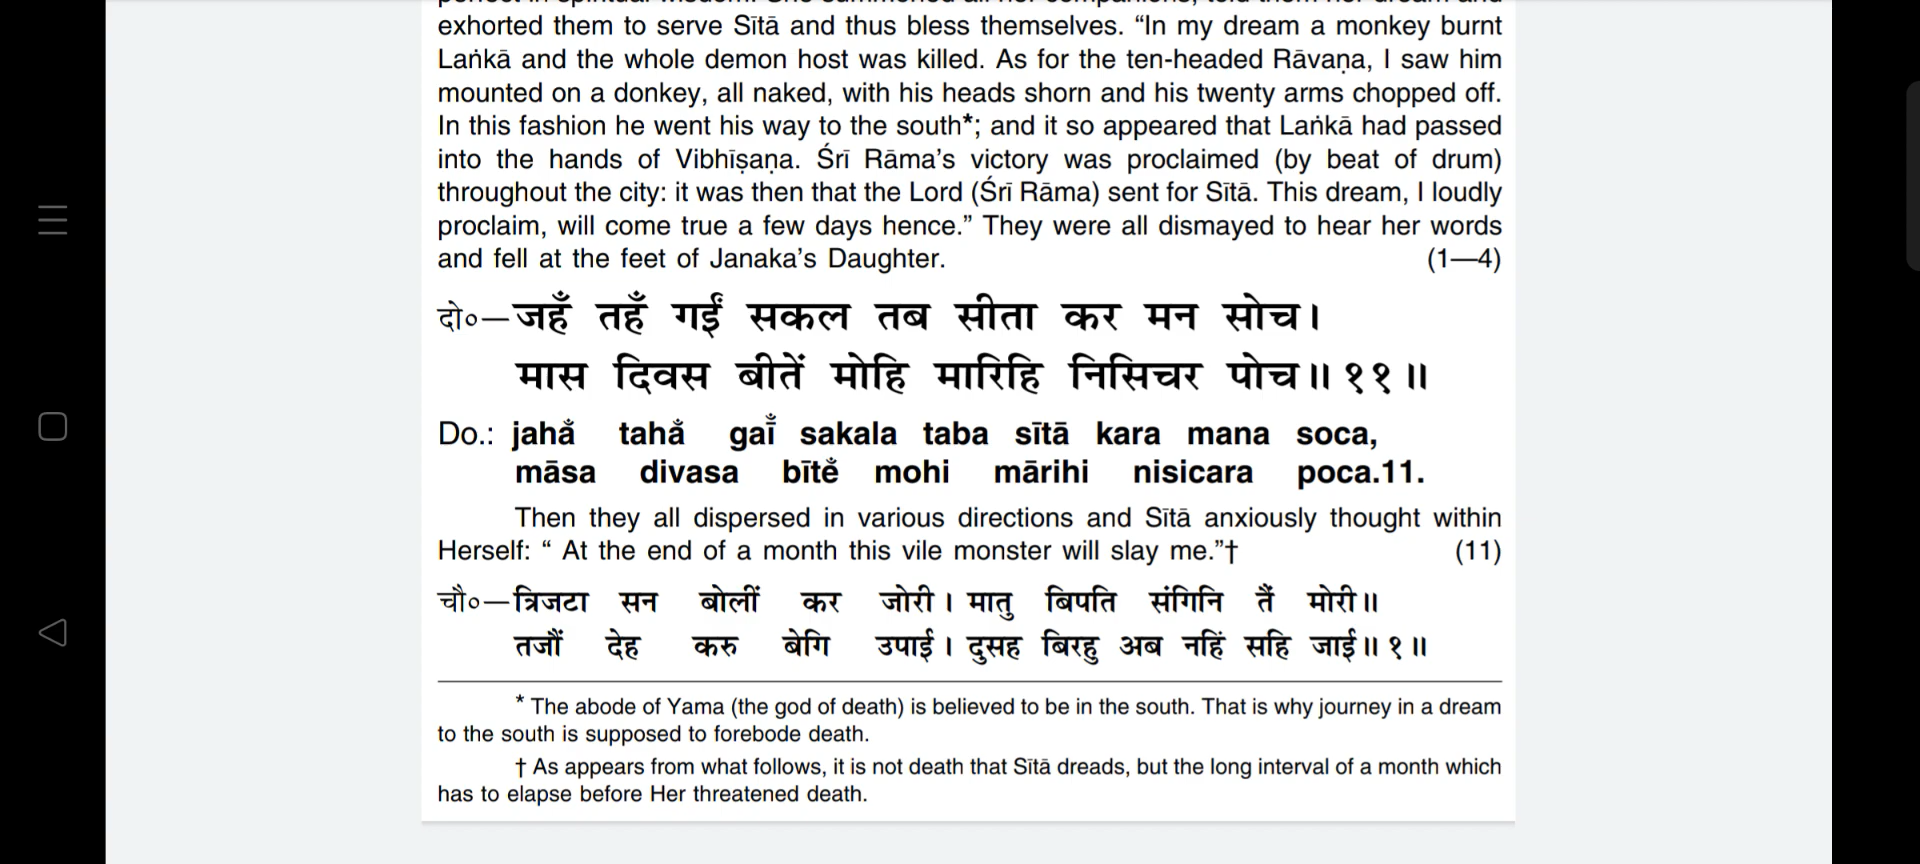 exhorted them to serve Sītā and thus bless themselves. “In my dream a monkey burnt
Laṅkā and the whole demon host was killed. As for the ten-headed Rāvaṇa, I saw him
mounted on a donkey, all naked, with his heads shorn and his twenty arms chopped off.
In this fashion he went his way to the south*; and it so appeared that Laṅkā had passed
into the hands of Vibhīṣaṇa. Śrī Rāma’s victory was proclaimed (by beat of drum)
throughout the city: it was then that the Lord (Śrī Rāma) sent for Sītā. This dream, I loudly
proclaim, will come true a few days hence.” They were all dismayed to hear her words
and fell at the feet of Janaka’s Daughter. (1—4)
दो०—जहँ तहँ गईं सकल तब सीता कर मन सोच।
मास दिवस बीतें मोहि मारिहि निसिचर पोच॥ ११॥
Do.: jahå̐ tahå̐ gaī̐ sakala taba sītā kara mana soca,
māsa divasa bītė̐ mohi mārihi nisicara poca.11.
Then they all dispersed in various directions and Sītā anxiously thought within
Herself: “ At the end of a month this vile monster will slay me.”† (11)
चौ०—त्रिजटा सन बोलीं कर जोरी। मातु बिपति संगिनि तैं मोरी॥
तजौं देह करु बेगि उपाई। दुसह बिरहु अब नहिं सहि जाई॥ १॥
* The abode of Yama (the god of death) is believed to be in the south. That is why journey in a dream
to the south is supposed to forebode death.
† As appears from what follows, it is not death that Sītā dreads, but the long interval of a month which
has to elapse before Her threatened death.